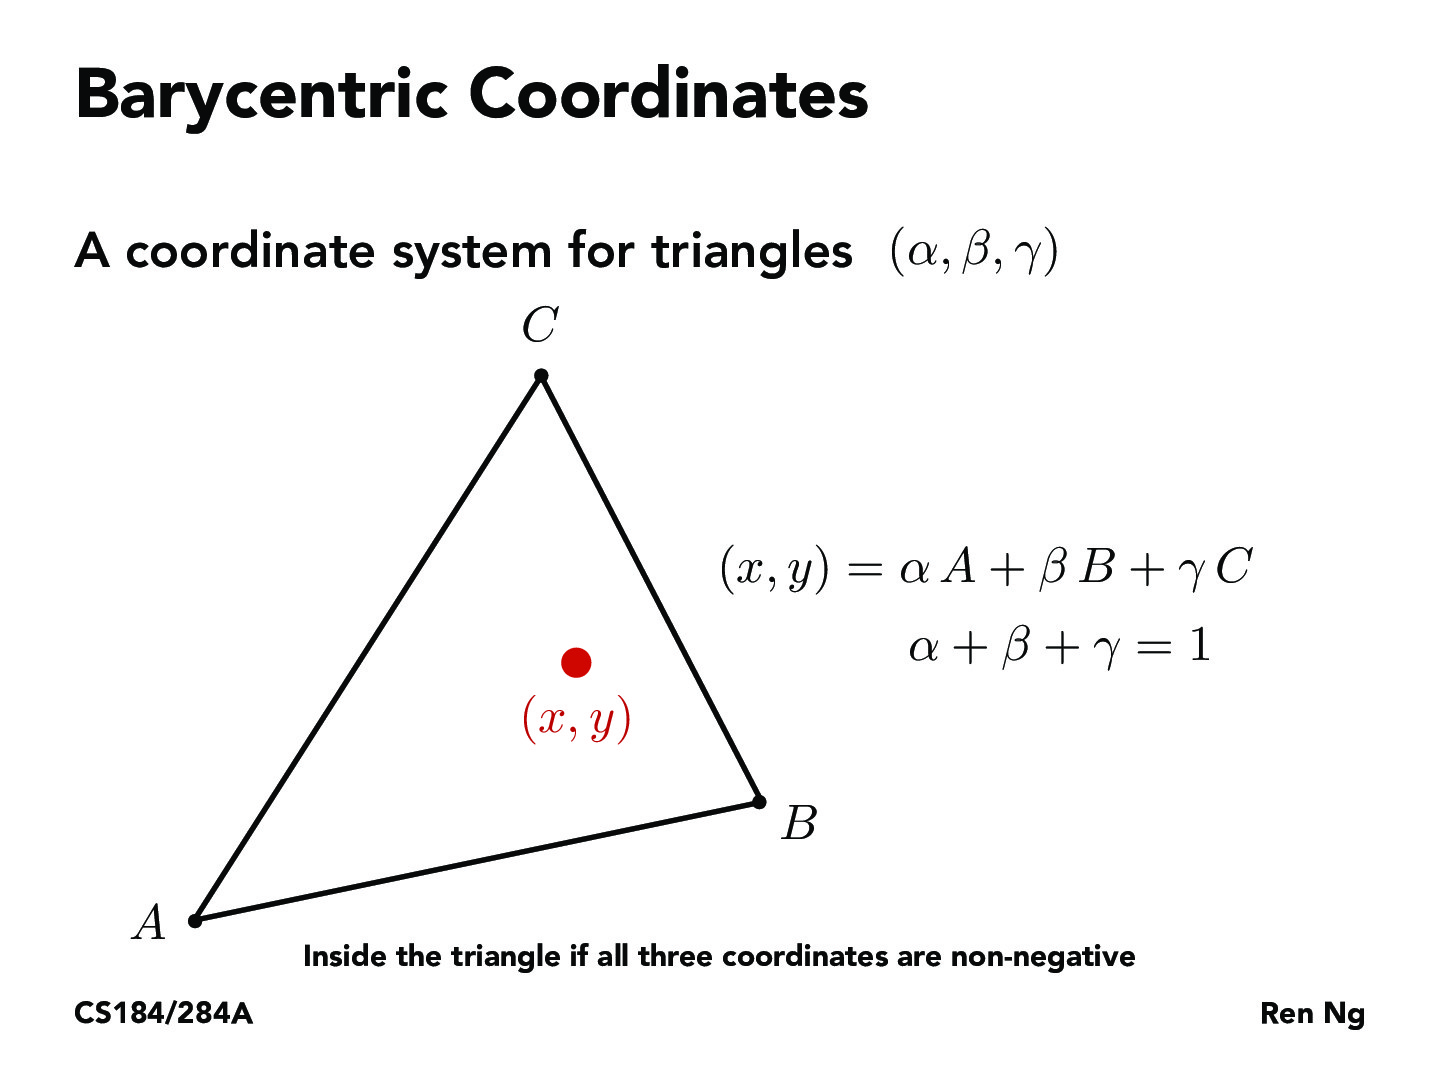 Barycentric Coordinates
A coordinate system for triangles (α, β, γ)
C
(x, y) = α A + β B + γ C
α + β + γ = 1
(x, y)
B
A
Inside the triangle if all three coordinates are non-negative
CS184/284A
Ren Ng